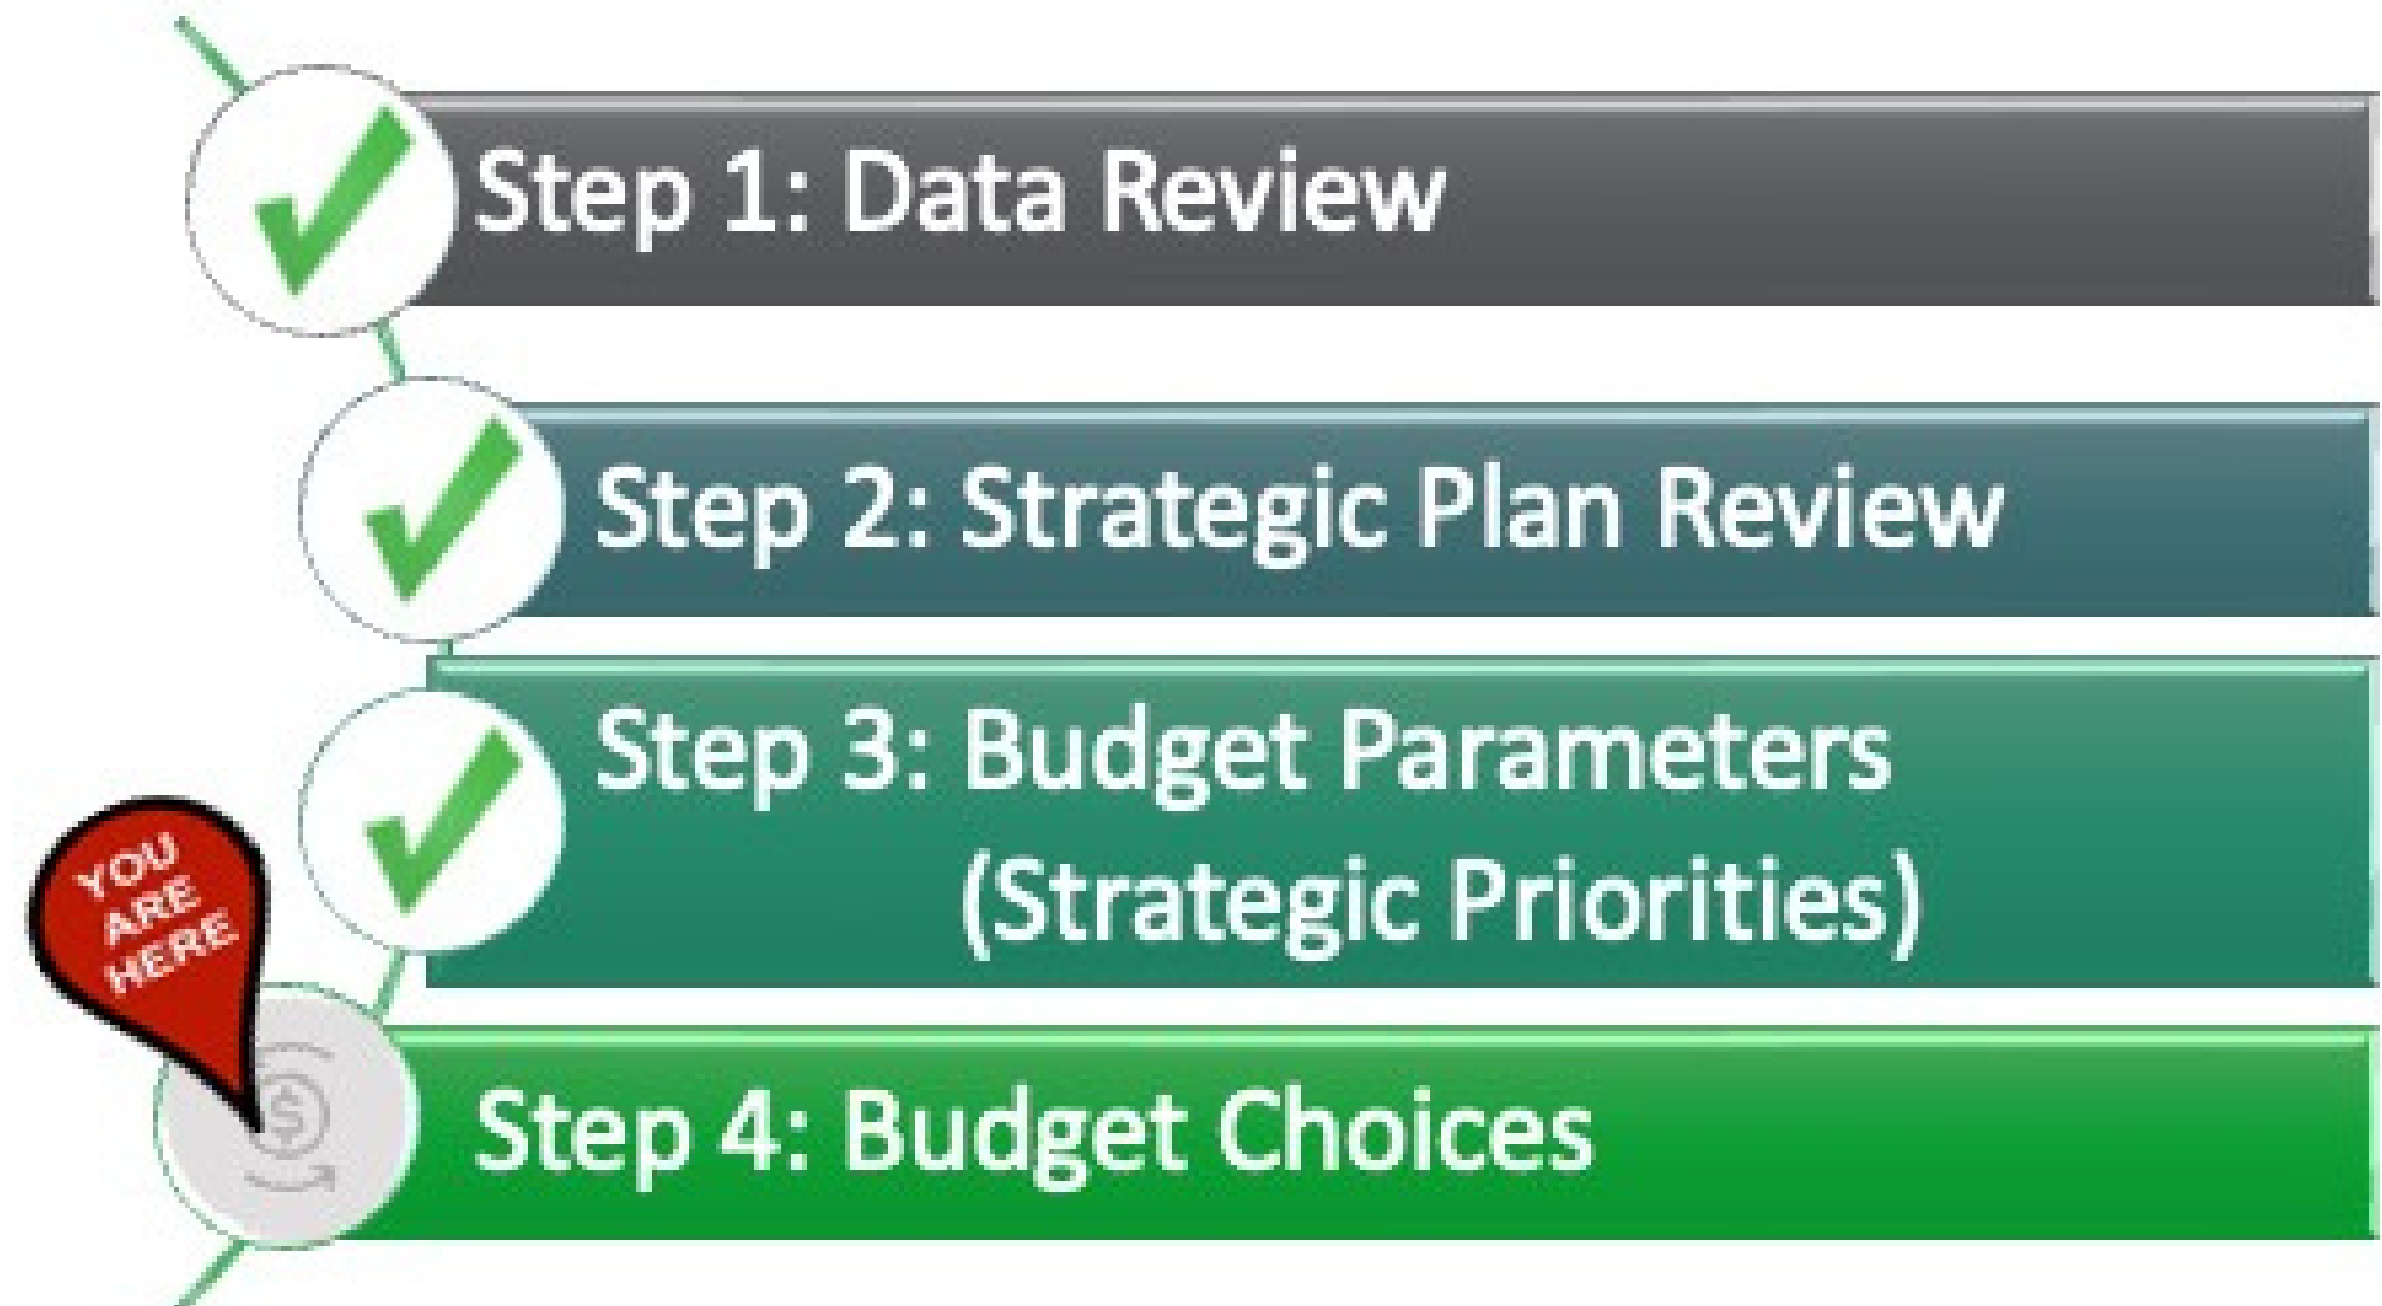 Step 1: Data Review
Step 2: Strategic Plan Review
Step 3: Budget Parameters
(Strategic Priorities)
YOU
ARE
HERE
$
Step 4: Budget Choices